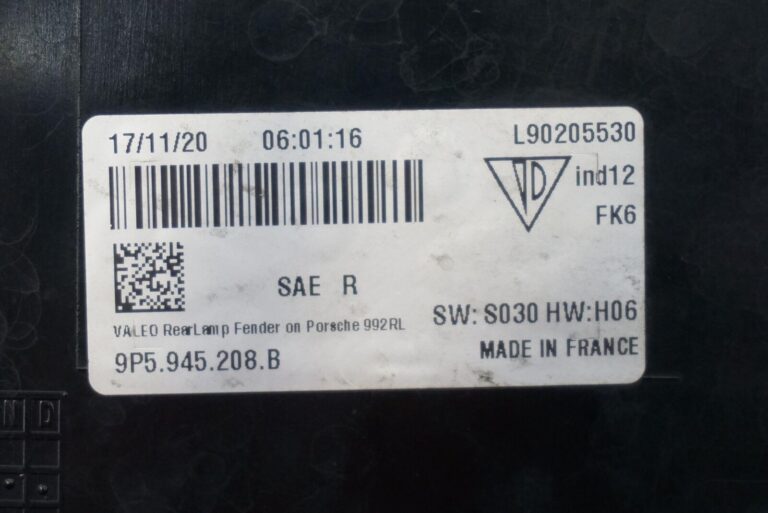 17/11/20 06:01:16 L90205530
VD ind12
FK6
SAE R
VALEO RearLamp Fender on Porsche 992RL
SW: S030 HW:H06
9P5.945.208.B
MADE IN FRANCE
N D